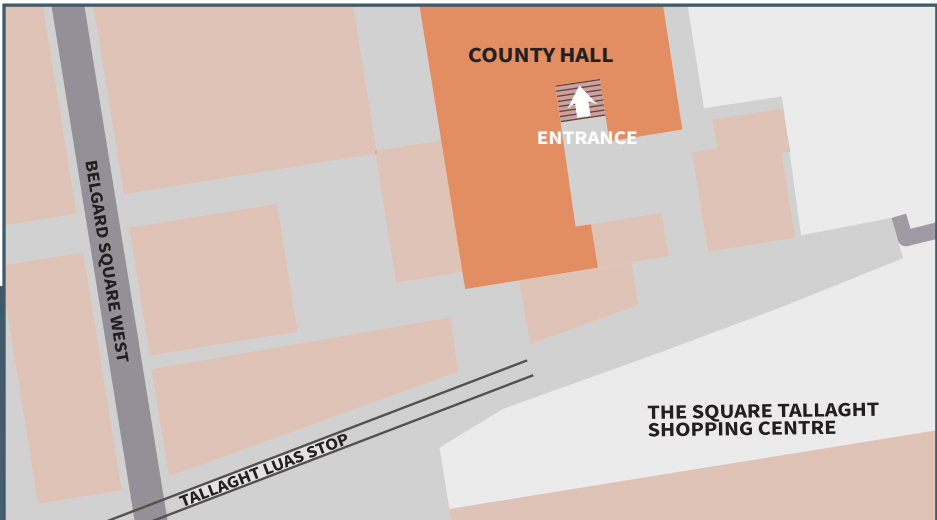 COUNTY HALL
ENTRANCE
BELGARD SQUARE WEST
THE SQUARE TALLAGHT
SHOPPING CENTRE
TALLAGHT LUAS STOP